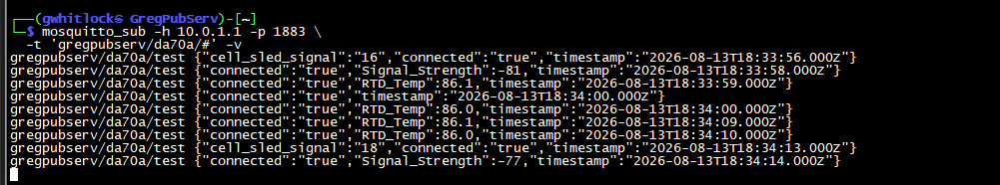 ┌──(gwhitlock㉿ GregPubServ)-[~]
└─$ mosquitto_sub -h 10.0.1.1 -p 1883 \
-t 'gregpubserv/da70a/#' -v
gregpubserv/da70a/test {"cell_sled_signal":"16","connected":"true","timestamp":"2026-08-13T18:33:56.000Z"}
gregpubserv/da70a/test {"connected":"true","Signal_Strength":-81,"timestamp":"2026-08-13T18:33:58.000Z"}
gregpubserv/da70a/test {"connected":"true","RTD_Temp":86.1,"timestamp":"2026-08-13T18:33:59.000Z"}
gregpubserv/da70a/test {"connected":"true","timestamp":"2026-08-13T18:34:00.000Z"}
gregpubserv/da70a/test {"connected":"true","RTD_Temp":86.0,"timestamp":"2026-08-13T18:34:00.000Z"}
gregpubserv/da70a/test {"connected":"true","RTD_Temp":86.1,"timestamp":"2026-08-13T18:34:09.000Z"}
gregpubserv/da70a/test {"connected":"true","RTD_Temp":86.0,"timestamp":"2026-08-13T18:34:10.000Z"}
gregpubserv/da70a/test {"cell_sled_signal":"18","connected":"true","timestamp":"2026-08-13T18:34:13.000Z"}
gregpubserv/da70a/test {"connected":"true","Signal_Strength":-77,"timestamp":"2026-08-13T18:34:14.000Z"}